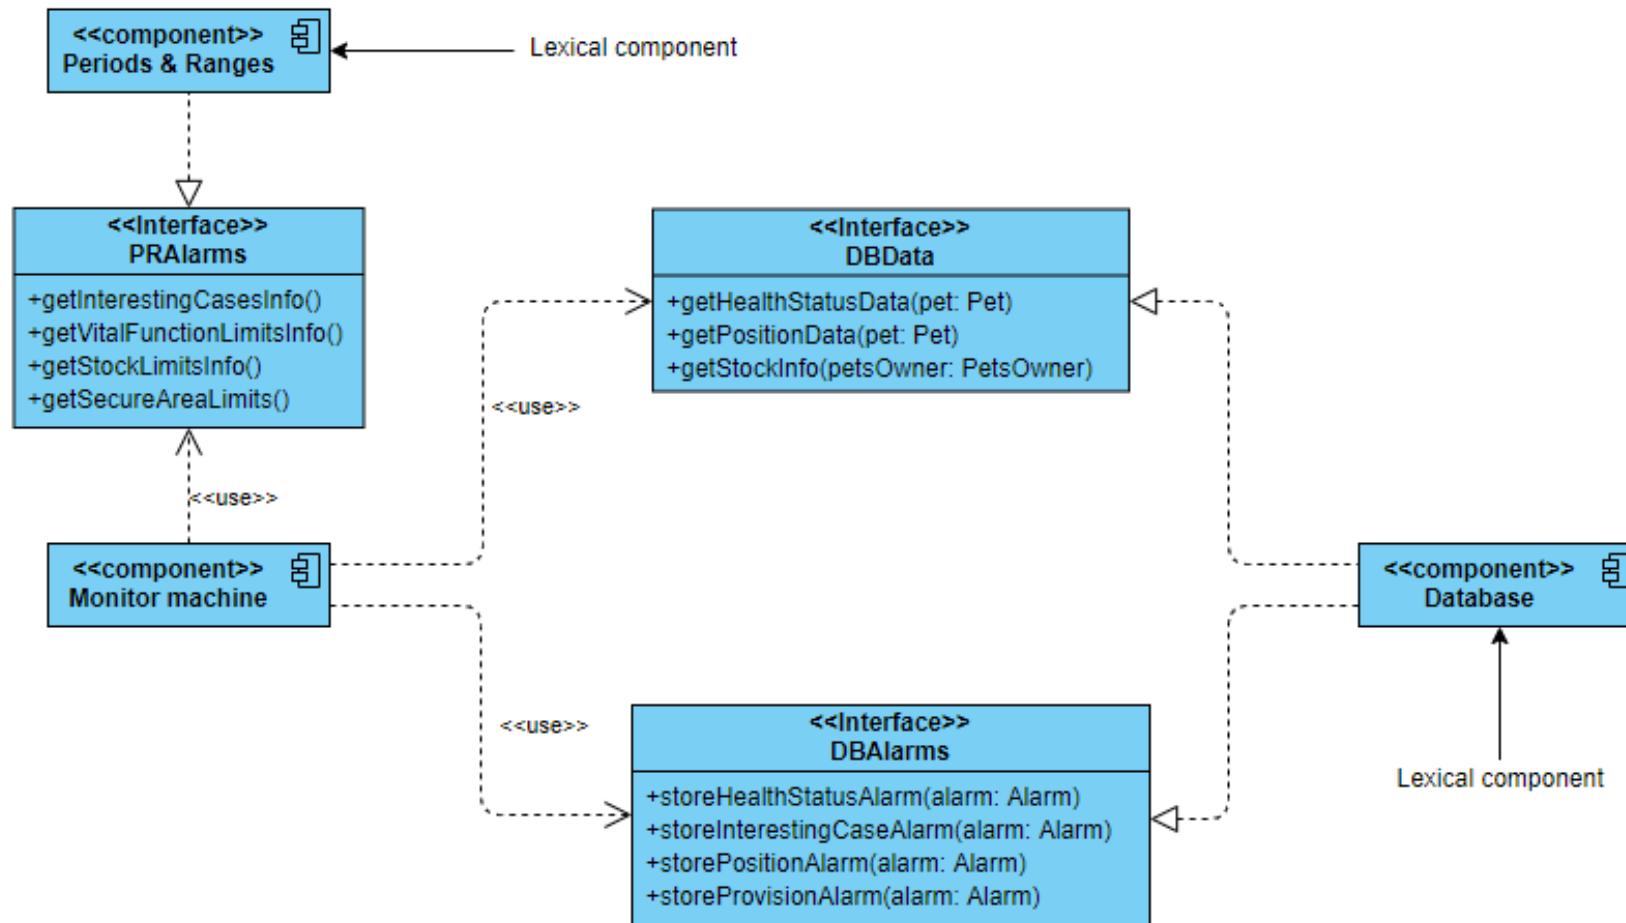 <<component>>
Periods & Ranges
Lexical component
<<Interface>>
PRAlarms
+getInterestingCasesInfo()
+getVitalFunctionLimitsInfo()
+getStockLimitsInfo()
+getSecureAreaLimits()
<<Interface>>
DBData
+getHealthStatusData(pet: Pet)
+getPositionData(pet: Pet)
+getStockInfo(petsOwner: PetsOwner)
<<use>>
<<use>>
<<component>>
Monitor machine
<<component>>
Database
<<use>>
<<Interface>>
DBAlarms
+storeHealthStatusAlarm(alarm: Alarm)
+storeInterestingCaseAlarm(alarm: Alarm)
+storePositionAlarm(alarm: Alarm)
+storeProvisionAlarm(alarm: Alarm)
Lexical component